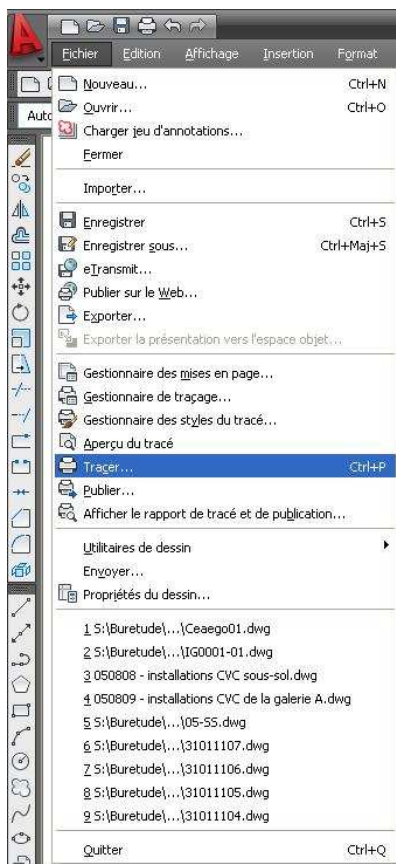 Fichier Edition Affichage Insertion Format
Nouveau... Ctrl+N
Auto
Ouvrir... Ctrl+O
Charger jeu d'annotations...
Fermer
Importer...
Enregistrer Ctrl+S
Enregistrer sous... Ctrl+Maj+S
eTransmit...
Publier sur le Web...
Exporter...
Exporter la présentation vers l'espace objet...
Gestionnaire des mises en page...
Gestionnaire de traçage...
Gestionnaire des styles du tracé...
Aperçu du tracé
Tracer... Ctrl+P
Publier...
Afficher le rapport de tracé et de publication...
Utilitaires de dessin
Envoyer...
Propriétés du dessin...
1 S:\Buretude\...\Ceaego01.dwg
2 S:\Buretude\...\IG0001-01.dwg
3 050808 - installations CVC sous-sol.dwg
4 050809 - installations CVC de la galerie A.dwg
5 S:\Buretude\...\05-SS.dwg
6 S:\Buretude\...\31011107.dwg
7 S:\Buretude\...\31011106.dwg
8 S:\Buretude\...\31011105.dwg
9 S:\Buretude\...\31011104.dwg
Quitter Ctrl+Q